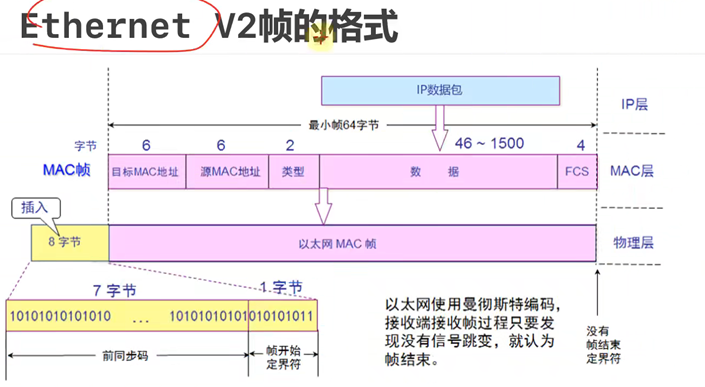 Ethernet V2帧的格式
IP数据包
IP层
最小帧64字节
字节
6
6
2
46 ~ 1500
4
MAC帧
目标MAC地址
源MAC地址
类型
数 据
FCS
MAC层
插入
8 字节
以太网 MAC 帧
物理层
7 字节
1 字节
10101010101010 ... 10101010101010101011
前同步码
帧开始
定界符
以太网使用曼彻斯特编码,
接收端接收帧过程只要发
现没有信号跳变，就认为
帧结束。
没有
帧结束
定界符